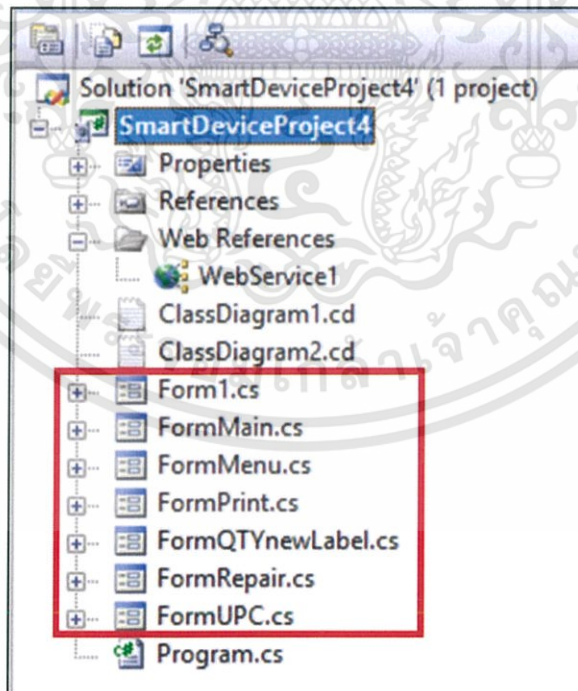 Solution 'SmartDeviceProject4' (1 project)
SmartDeviceProject4
Properties
References
Web References
WebService1
ClassDiagram1.cd
ClassDiagram2.cd
Form1.cs
FormMain.cs
FormMenu.cs
FormPrint.cs
FormQTYnewLabel.cs
FormRepair.cs
FormUPC.cs
Program.cs